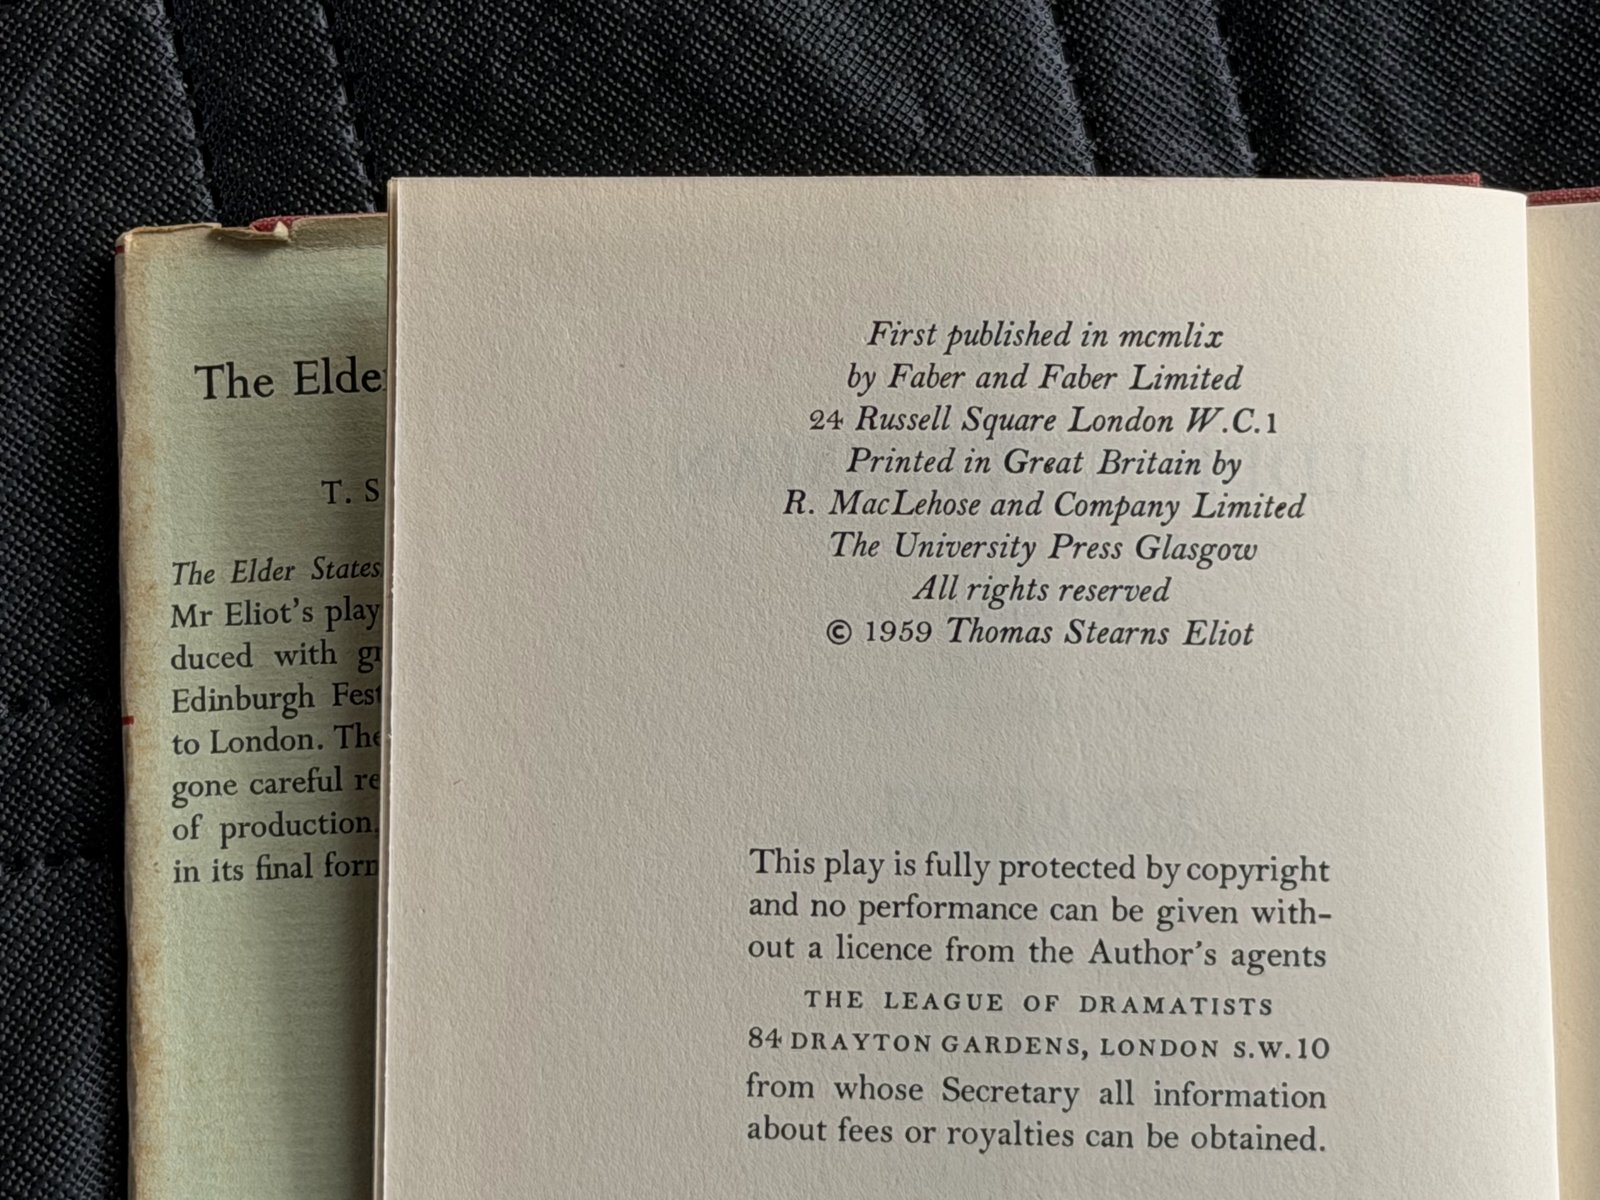 The Elde
T. S
The Elder States
Mr Eliot's play
duced with
Edinburgh Fest
to London. The
gone careful re
of production,
in its final form
First published in mcmlix
by Faber and Faber Limited
24 Russell Square London W.C.1
Printed in Great Britain by
R. MacLehose and Company Limited
The University Press Glasgow
All rights reserved
© 1959 Thomas Stearns Eliot
This play is fully protected by copyright
and no performance can be given with-
out a licence from the Author's agents
THE LEAGUE OF DRAMATISTS
84 DRAYTON GARDENS, LONDON S.W.10
from whose Secretary all information
about fees or royalties can be obtained.